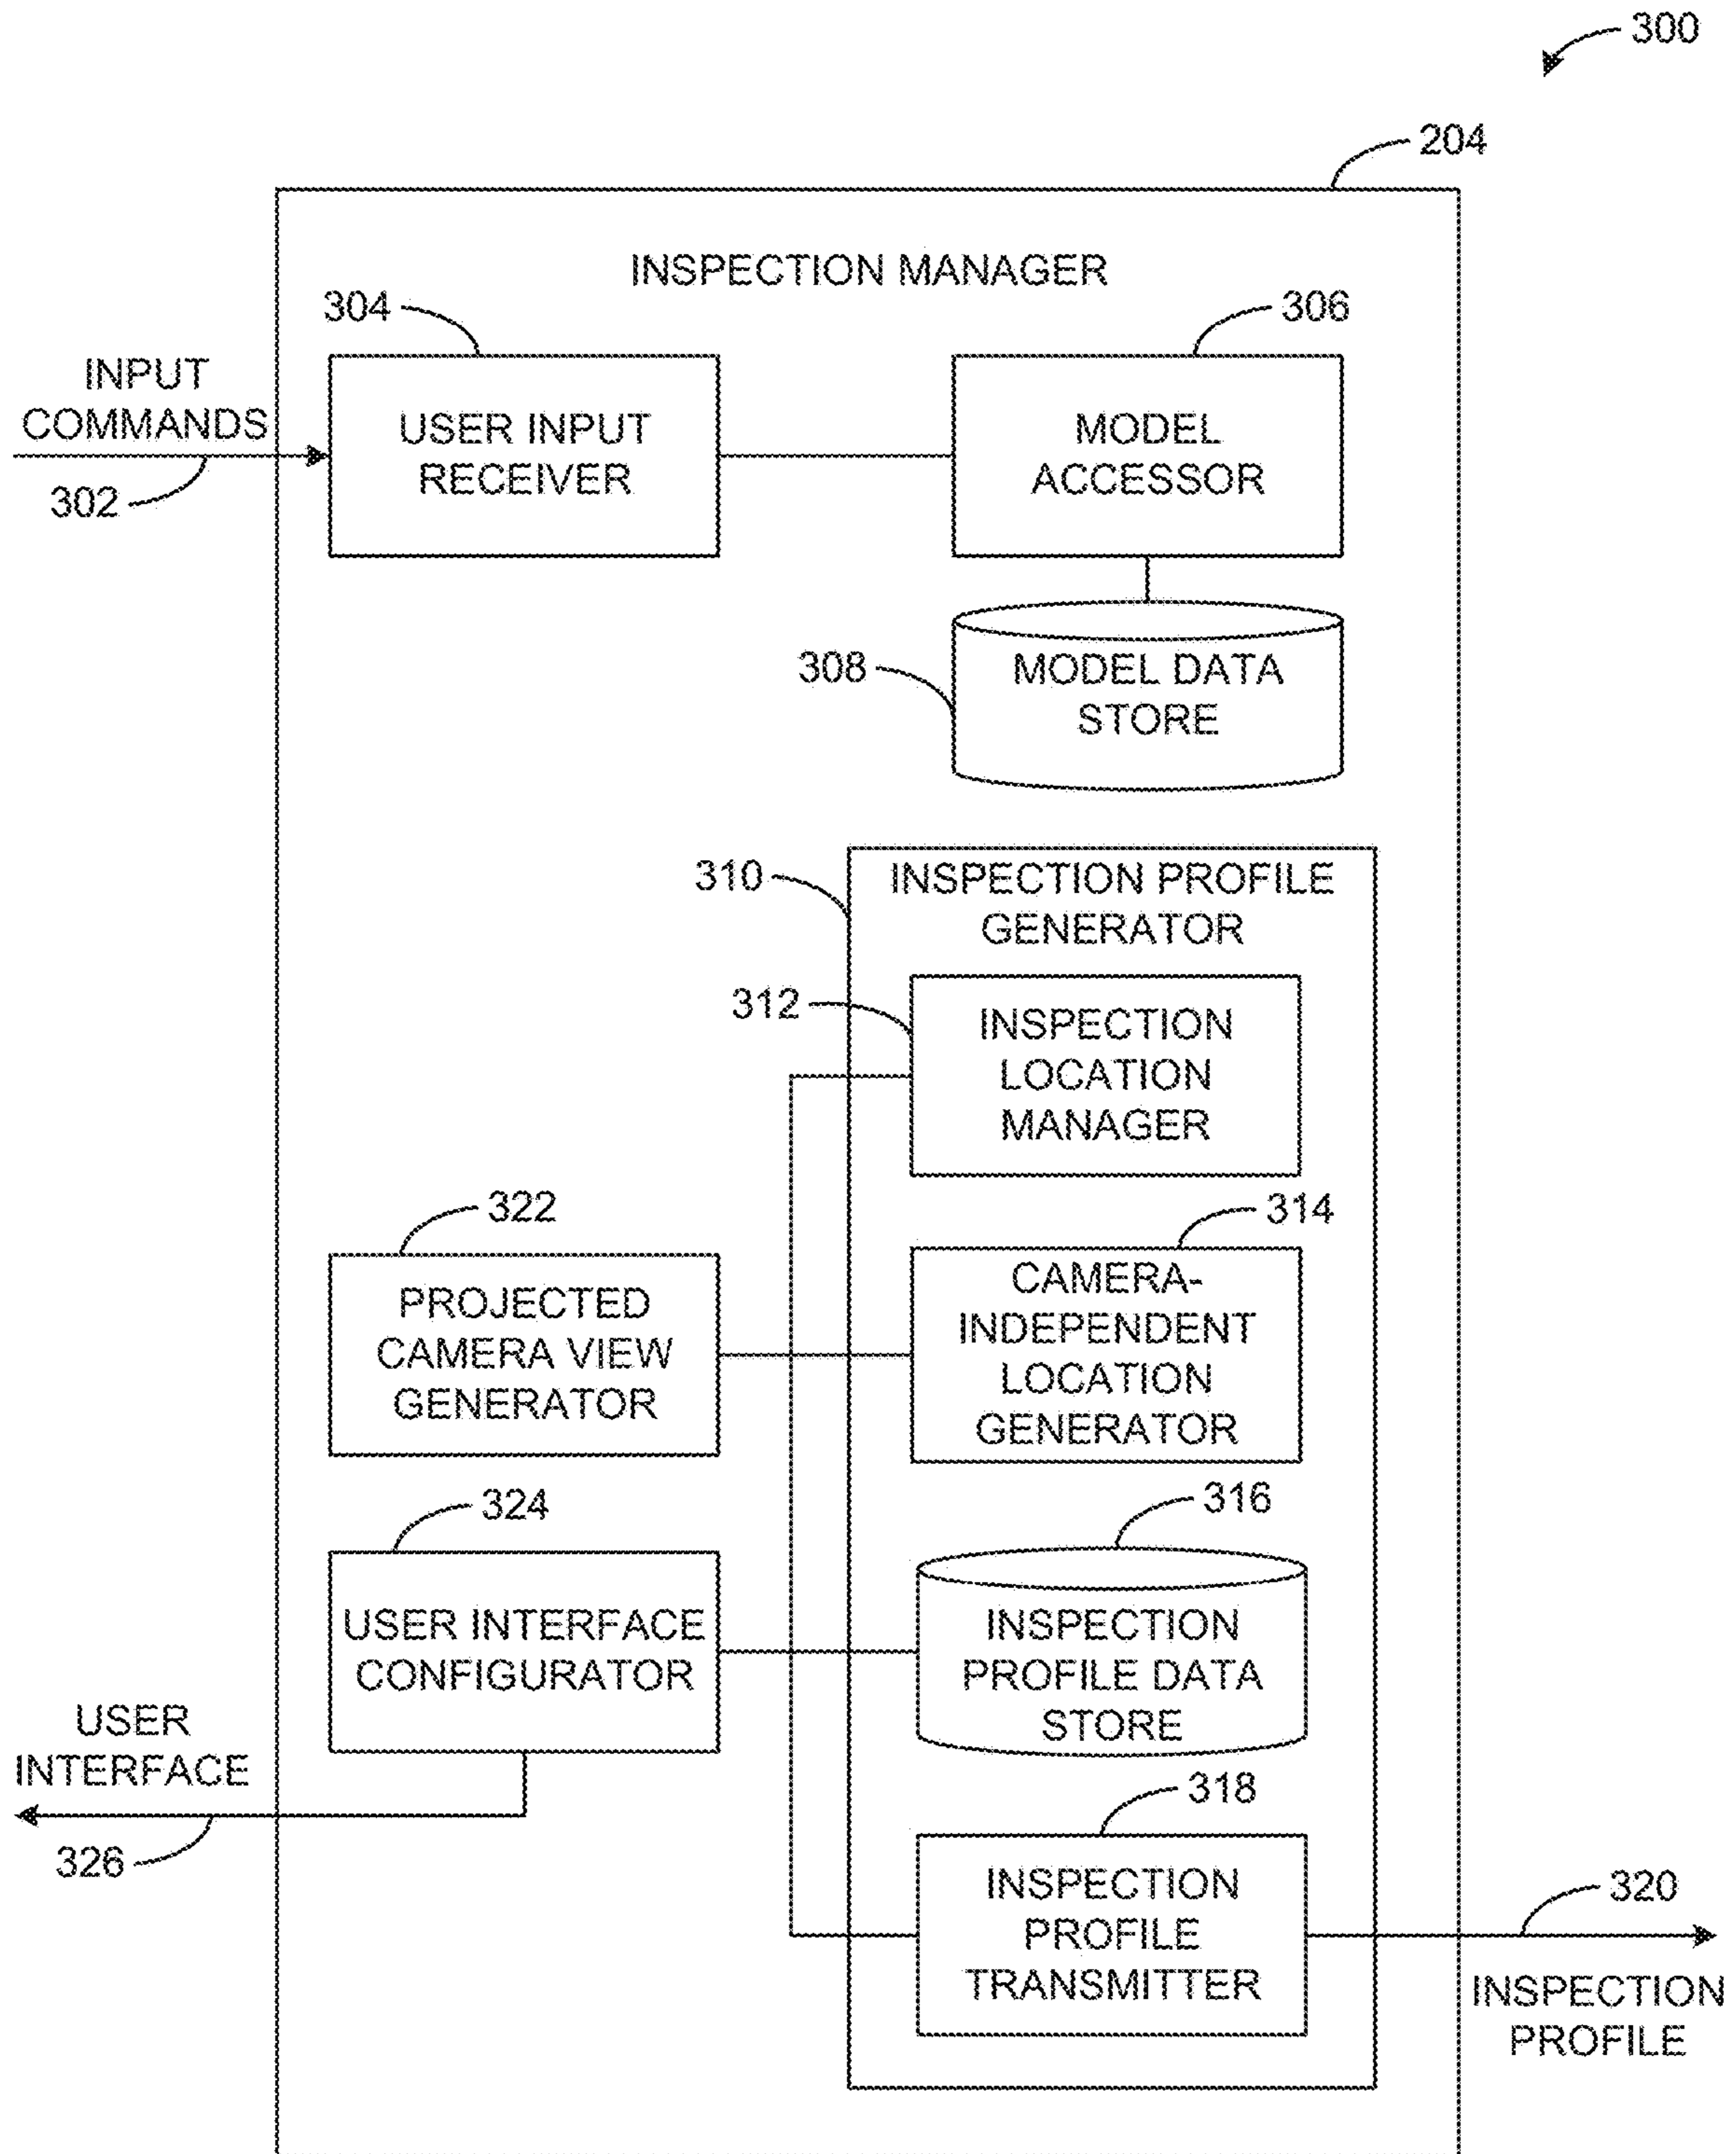 300
204
INSPECTION MANAGER
304
306
INPUT
COMMANDS
302
USER INPUT
RECEIVER
MODEL
ACCESSOR
308
MODEL DATA
STORE
310
INSPECTION PROFILE
GENERATOR
312
INSPECTION
LOCATION
MANAGER
322
314
PROJECTED
CAMERA VIEW
GENERATOR
CAMERA-
INDEPENDENT
LOCATION
GENERATOR
324
316
USER INTERFACE
CONFIGURATOR
INSPECTION
PROFILE DATA
STORE
USER
INTERFACE
326
318
INSPECTION
PROFILE
TRANSMITTER
320
INSPECTION
PROFILE